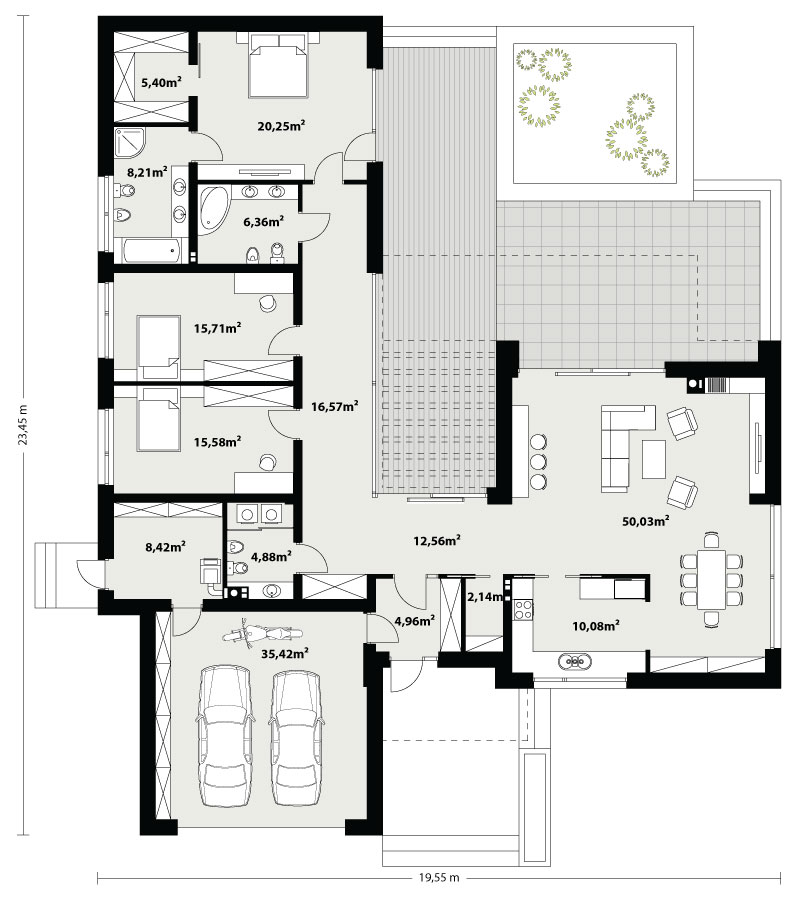 5,40m²
20,25m²
8,21m²
6,36m²
15,71m²
16,57m²
15,58m²
23,45 m
50,03m²
12,56m²
8,42m²
4,88m²
2,14m
4,96m²
10,08m²
35,42m²
19,55 m